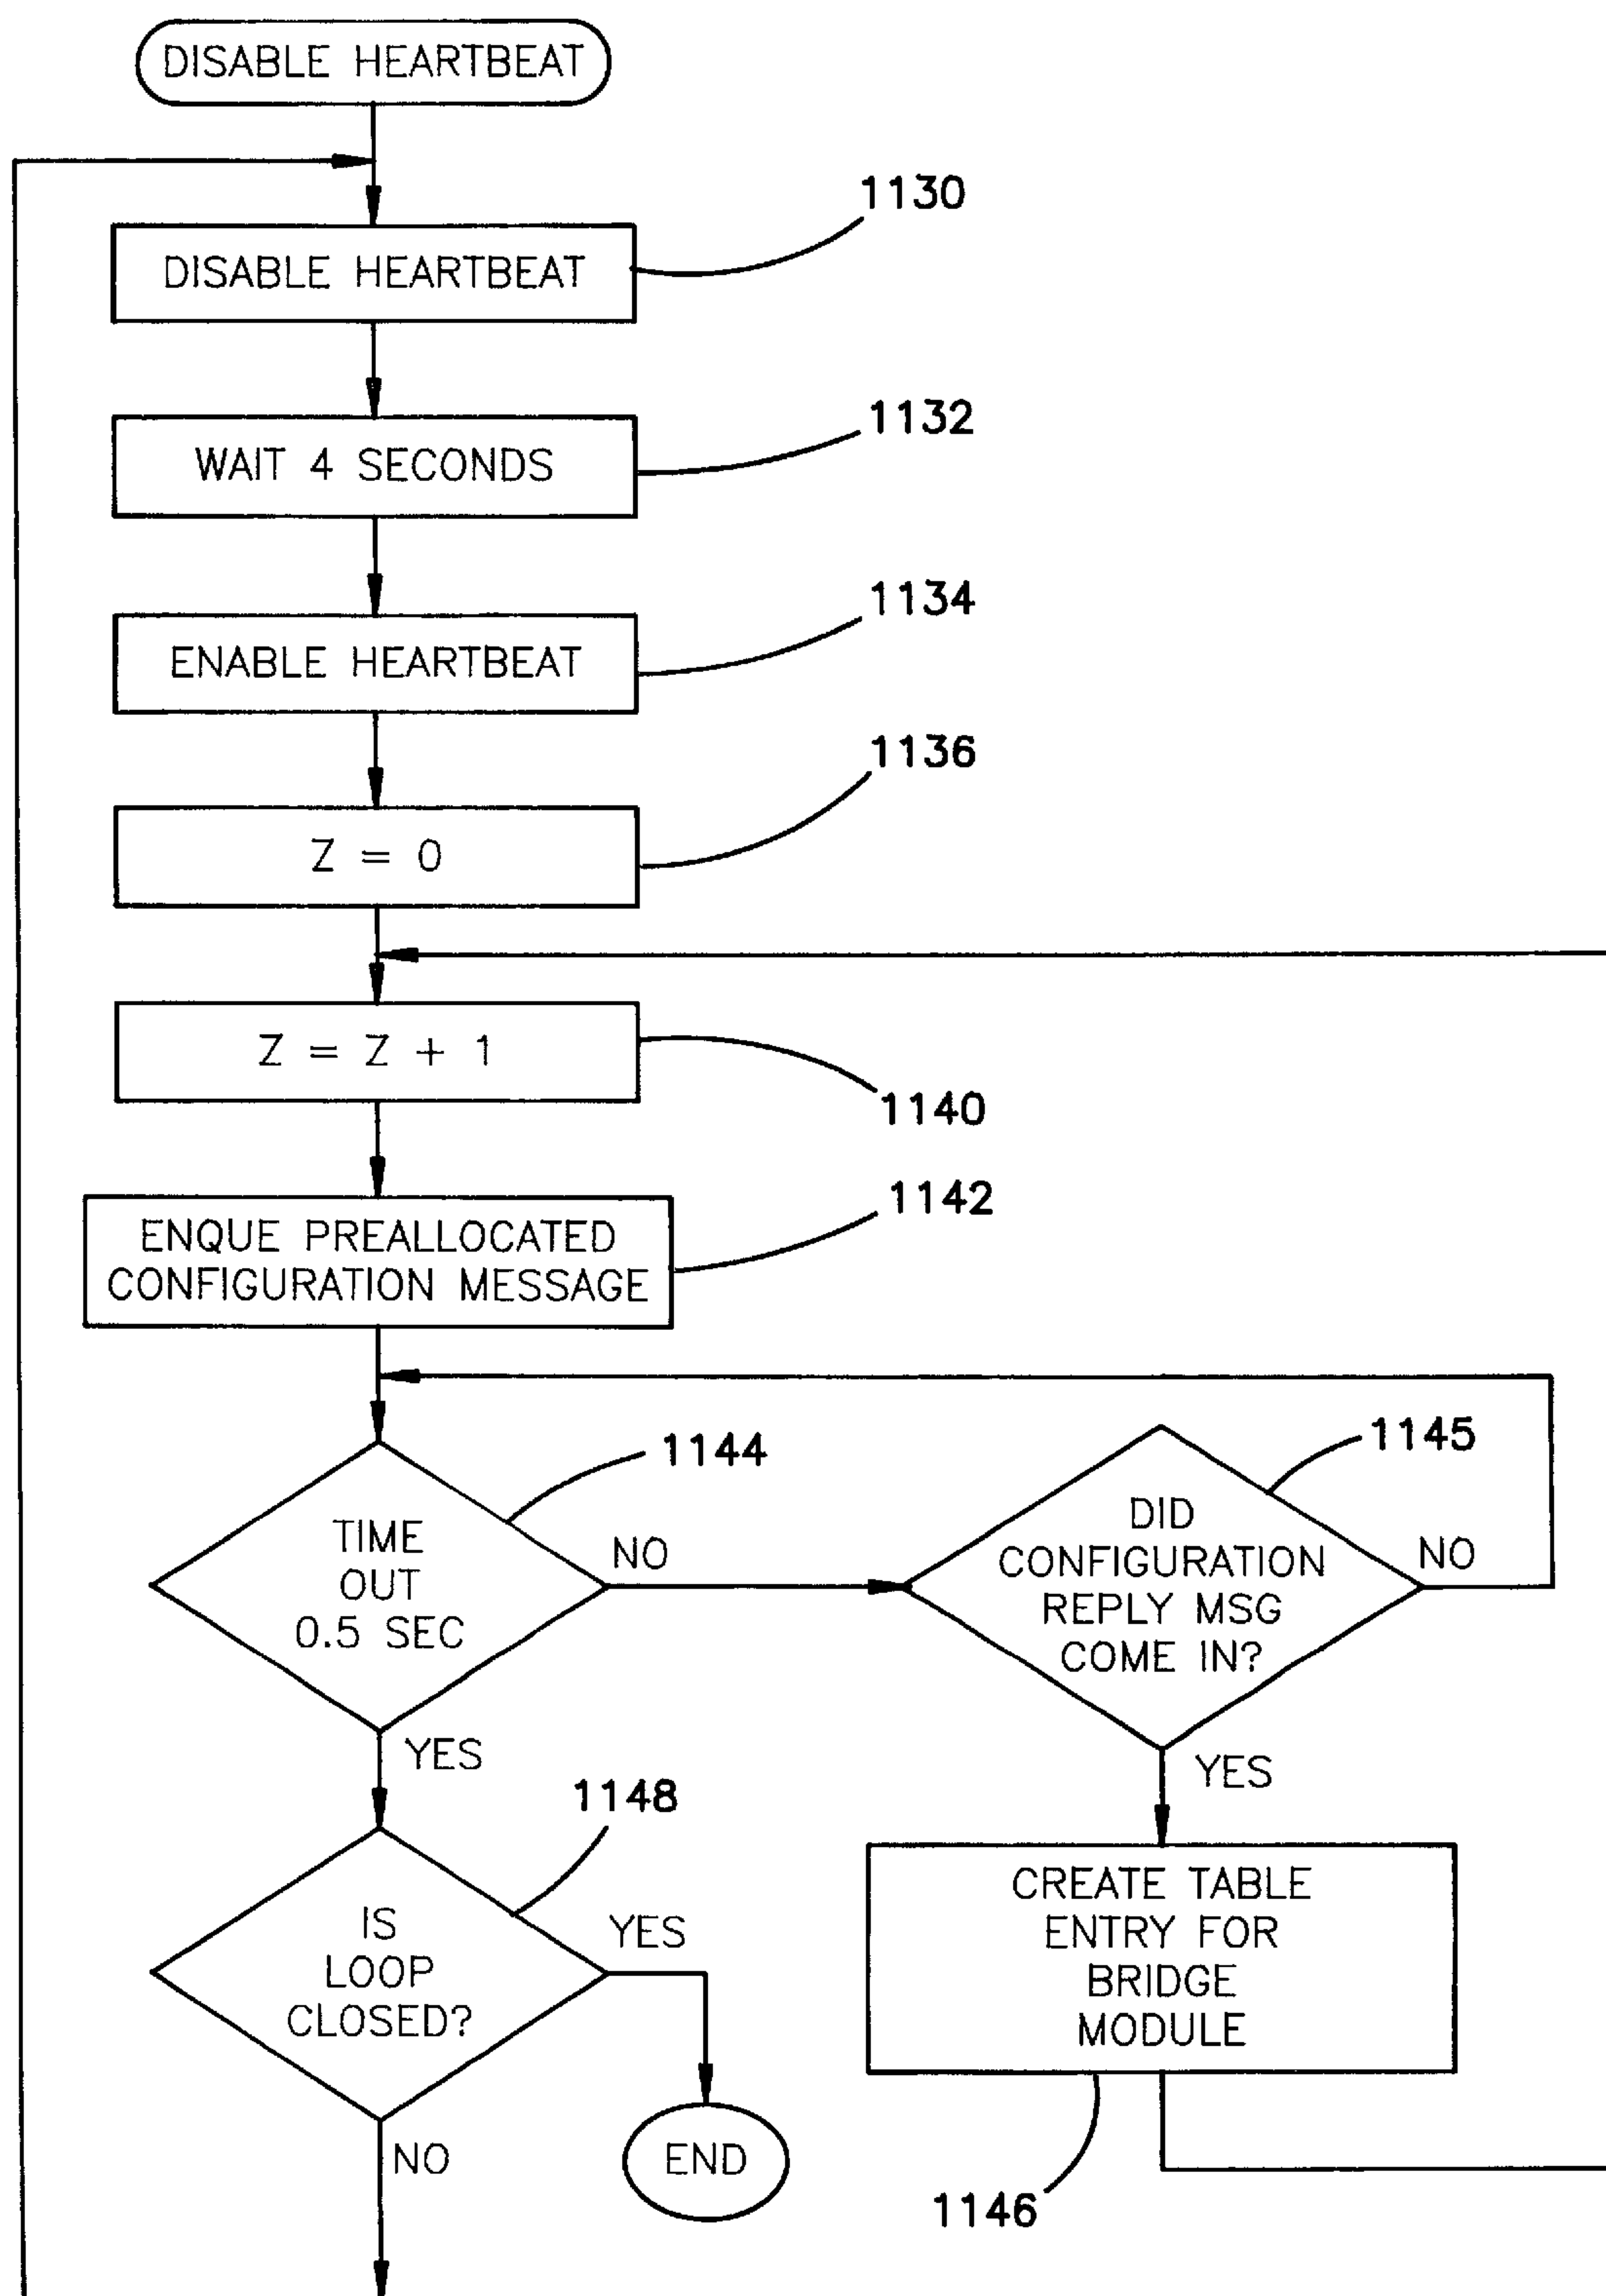 DISABLE HEARTBEAT
1130
DISABLE HEARTBEAT
1132
WAIT 4 SECONDS
1134
ENABLE HEARTBEAT
1136
Z = 0
Z = Z + 1
1140
1142
ENQUE PREALLOCATED
CONFIGURATION MESSAGE
1144
TIME
OUT
0.5 SEC
NO
YES
1145
DID
CONFIGURATION
REPLY MSG
COME IN?
NO
YES
1148
IS
LOOP
CLOSED?
YES
NO
END
CREATE TABLE
ENTRY FOR
BRIDGE
MODULE
1146